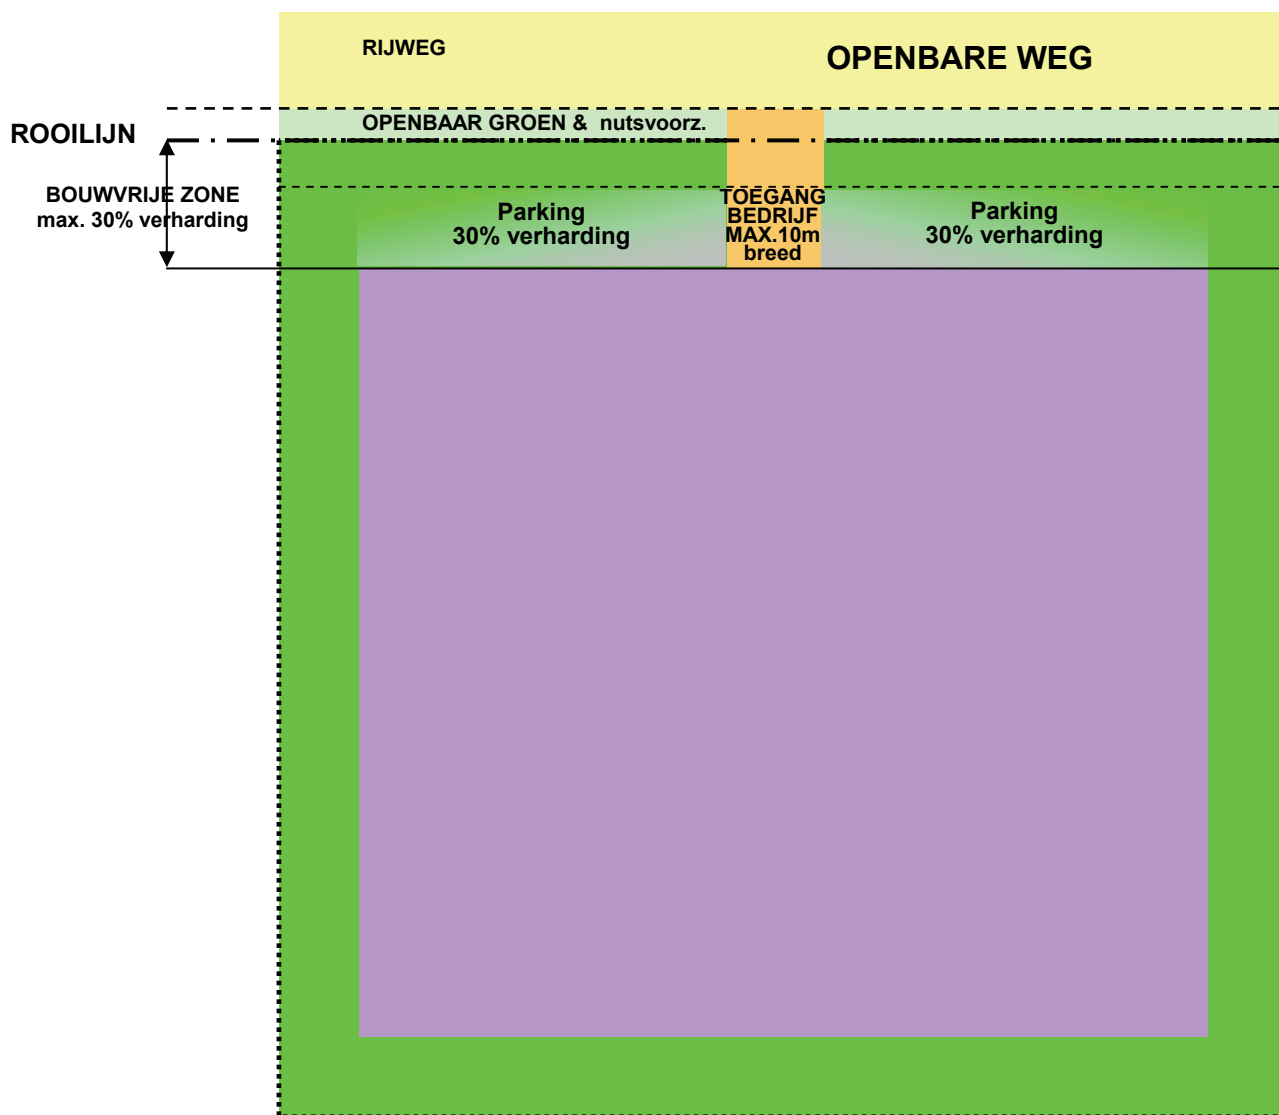 RIJWEG
OPENBARE WEG
OPENBAAR GROEN & nutsvoorz.
ROOILIJN
BOUWVRIJE ZONE
max. 30% verharding
Parking
30% verharding
TOEGANG
BEDRIJF
MAX.10m
breed
Parking
30% verharding